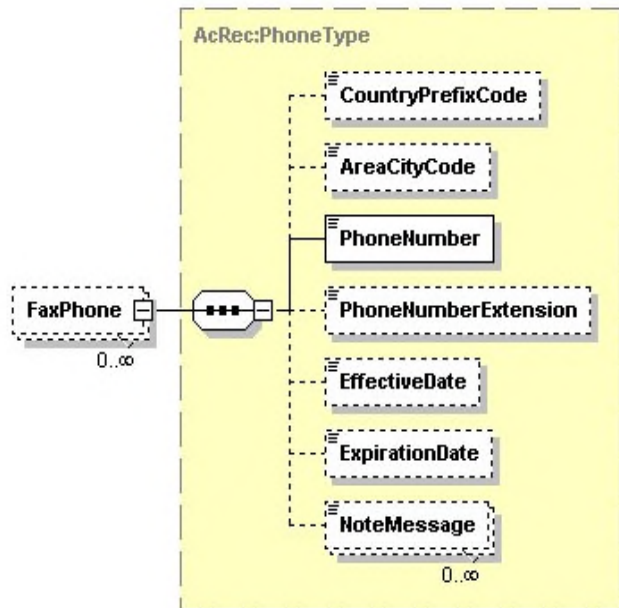 AcRec:PhoneType
CountryPrefixCode
AreaCityCode
PhoneNumber
FaxPhone
0..∞
PhoneNumberExtension
EffectiveDate
ExpirationDate
NoteMessage
0..∞